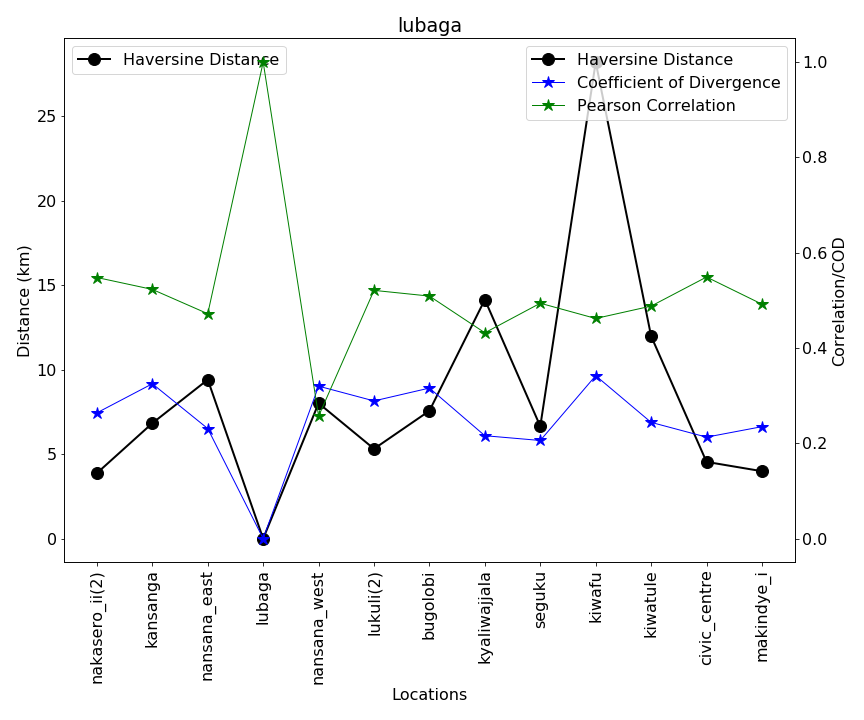 lubaga
Haversine Distance
Haversine Distance
Coefficient of Divergence
Pearson Correlation
25
20
15
10
5
0
1.0
0.8
0.6
0.4
0.2
0.0
Distance (km)
Correlation/COD
nakasero_ii(2)
kansanga
nansana_east
lubaga
nansana_west
lukuli(2)
bugolobi
kyaliwajjala
seguku
kiwafu
kiwatule
civic_centre
makindye_i
Locations